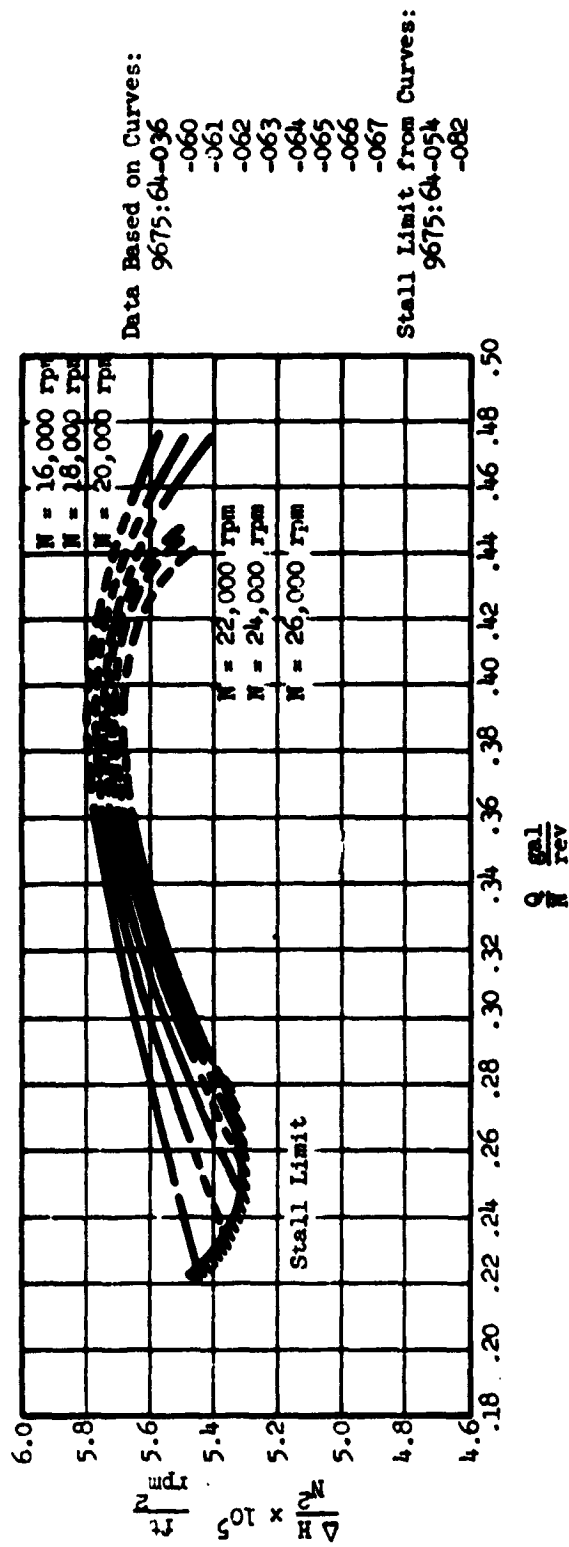 ΔH/N² x 10⁵ ft/rpm²
6.0
5.8
5.6
5.4
5.2
5.0
4.8
4.6
N = 16,000 rpm
N = 18,000 rpm
N = 20,000 rpm
N = 22,000 rpm
N = 24,000 rpm
N = 26,000 rpm
Stall Limit
.18 .20 .22 .24 .26 .28 .30 .32 .34 .36 .38 .40 .42 .44 .46 .48 .50
Q/N gal/rev
Data Based on Curves:
9675:64-036
-060
-061
-062
-063
-064
-065
-066
-067
Stall Limit from Curves:
9675:64-054
-082